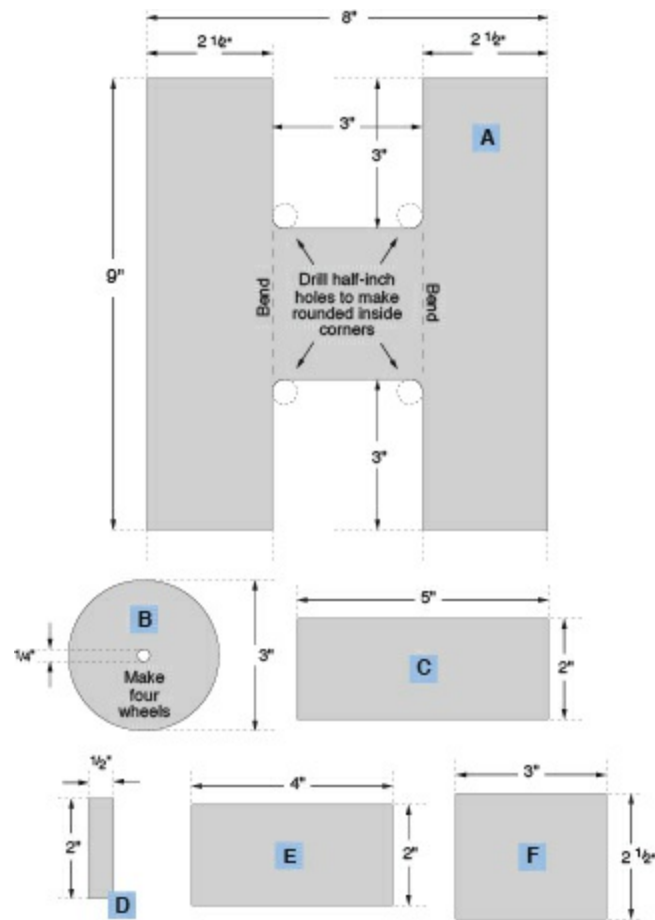 8"
2 1/2"
2 1/2"
3"
A
3"
9"
Bend
Drill half-inch
holes to make
rounded inside
corners
Bend
3"
B
1/4"
Make
four
wheels
3"
5"
C
2"
1/2"
2"
D
4"
E
2"
3"
F
2 1/2"